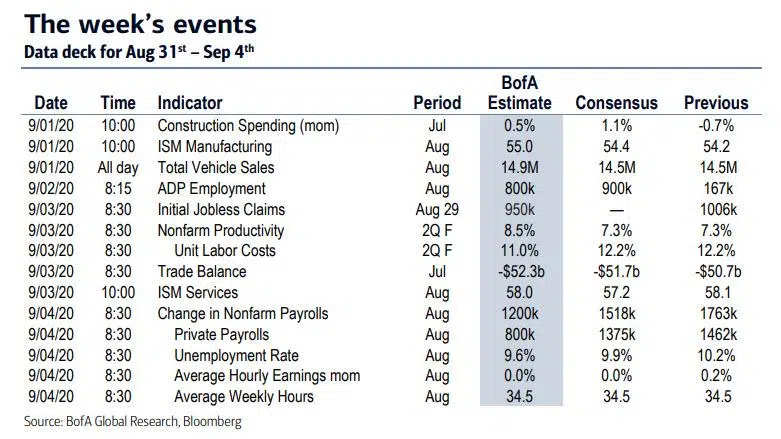 The week's events
Data deck for Aug 31st – Sep 4th
BofA
Date Time Indicator Period Estimate Consensus Previous
9/01/20 10:00 Construction Spending (mom) Jul 0.5% 1.1% -0.7%
9/01/20 10:00 ISM Manufacturing Aug 55.0 54.4 54.2
9/01/20 All day Total Vehicle Sales Aug 14.9M 14.5M 14.5M
9/02/20 8:15 ADP Employment Aug 800k 900k 167k
9/03/20 8:30 Initial Jobless Claims Aug 29 950k — 1006k
9/03/20 8:30 Nonfarm Productivity 2Q F 8.5% 7.3% 7.3%
9/03/20 8:30 Unit Labor Costs 2Q F 11.0% 12.2% 12.2%
9/03/20 8:30 Trade Balance Jul -$52.3b -$51.7b -$50.7b
9/03/20 10:00 ISM Services Aug 58.0 57.2 58.1
9/04/20 8:30 Change in Nonfarm Payrolls Aug 1200k 1518k 1763k
9/04/20 8:30 Private Payrolls Aug 800k 1375k 1462k
9/04/20 8:30 Unemployment Rate Aug 9.6% 9.9% 10.2%
9/04/20 8:30 Average Hourly Earnings mom Aug 0.0% 0.0% 0.2%
9/04/20 8:30 Average Weekly Hours Aug 34.5 34.5 34.5
Source: BofA Global Research, Bloomberg